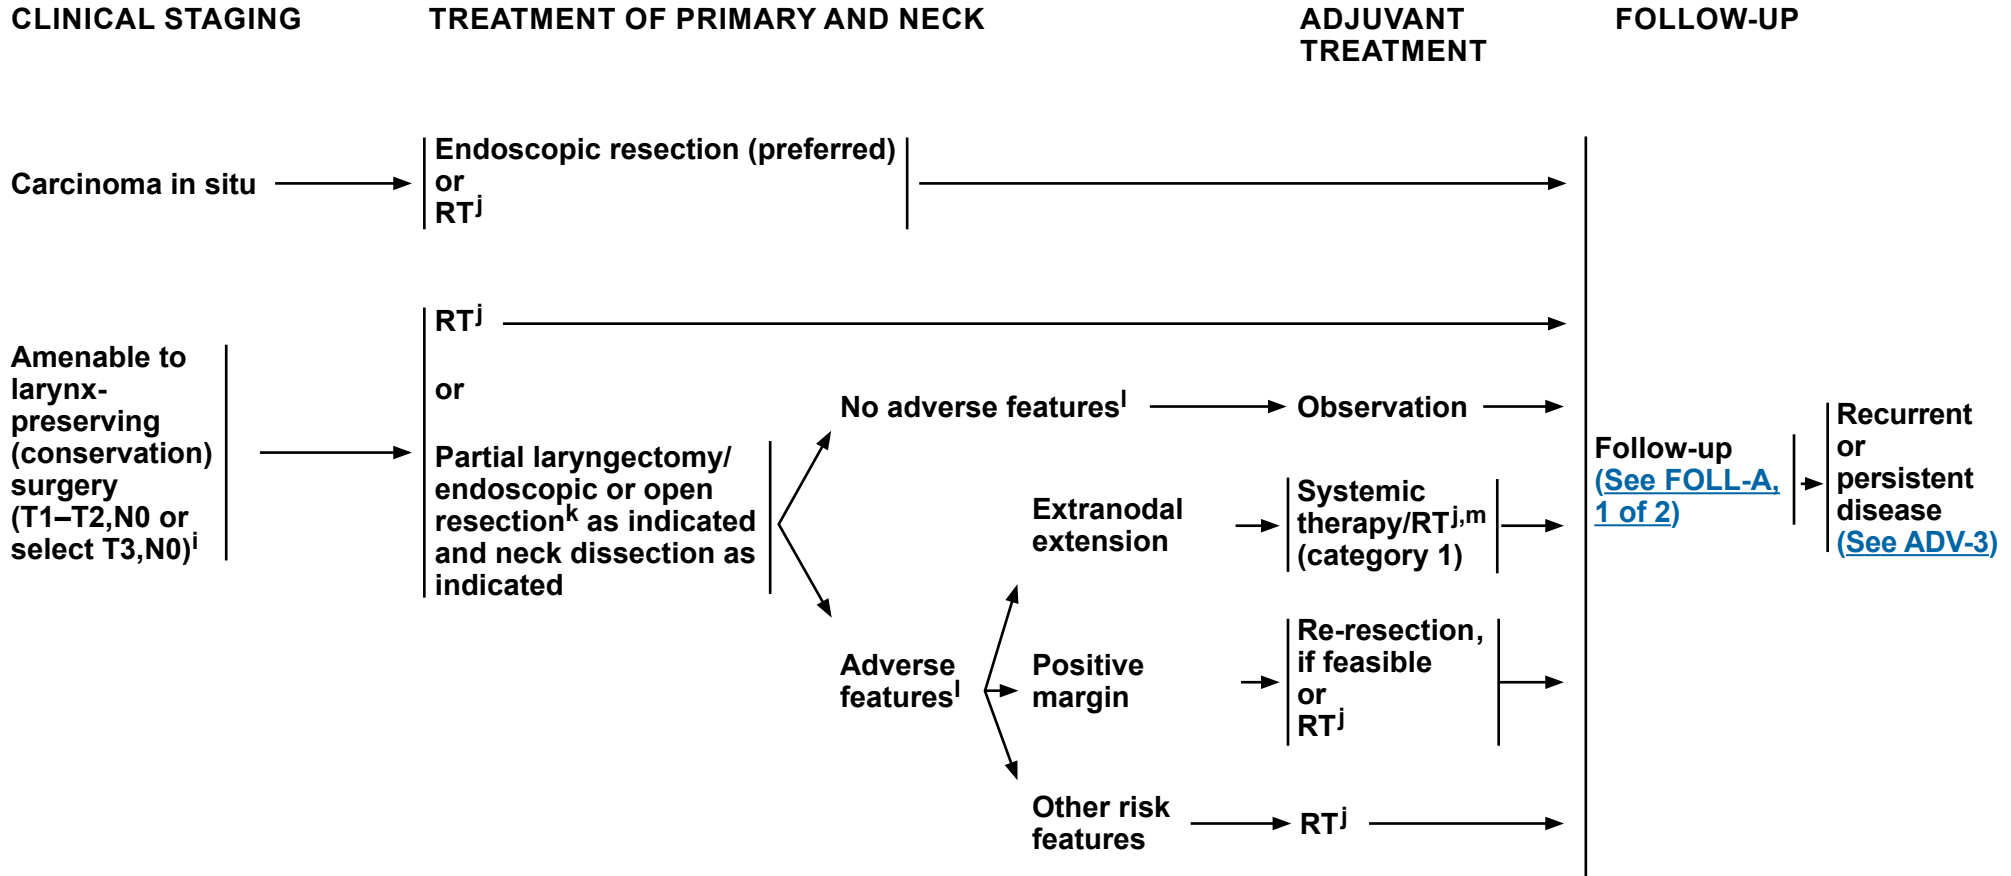 CLINICAL STAGING
TREATMENT OF PRIMARY AND NECK
ADJUVANT
TREATMENT
FOLLOW-UP
Carcinoma in situ
Endoscopic resection (preferred)
or
RTj
Amenable to
larynx-
preserving
(conservation)
surgery
(T1–T2,N0 or
select T3,N0)i
RTj
or
Partial laryngectomy/
endoscopic or open
resectionk as indicated
and neck dissection as
indicated
No adverse featuresl
Observation
Adverse
featuresl
Extranodal
extension
Systemic
therapy/RTj,m
(category 1)
Positive
margin
Re-resection,
if feasible
or
RTj
Other risk
features
RTj
Follow-up
(See FOLL-A,
1 of 2)
Recurrent
or
persistent
disease
(See ADV-3)